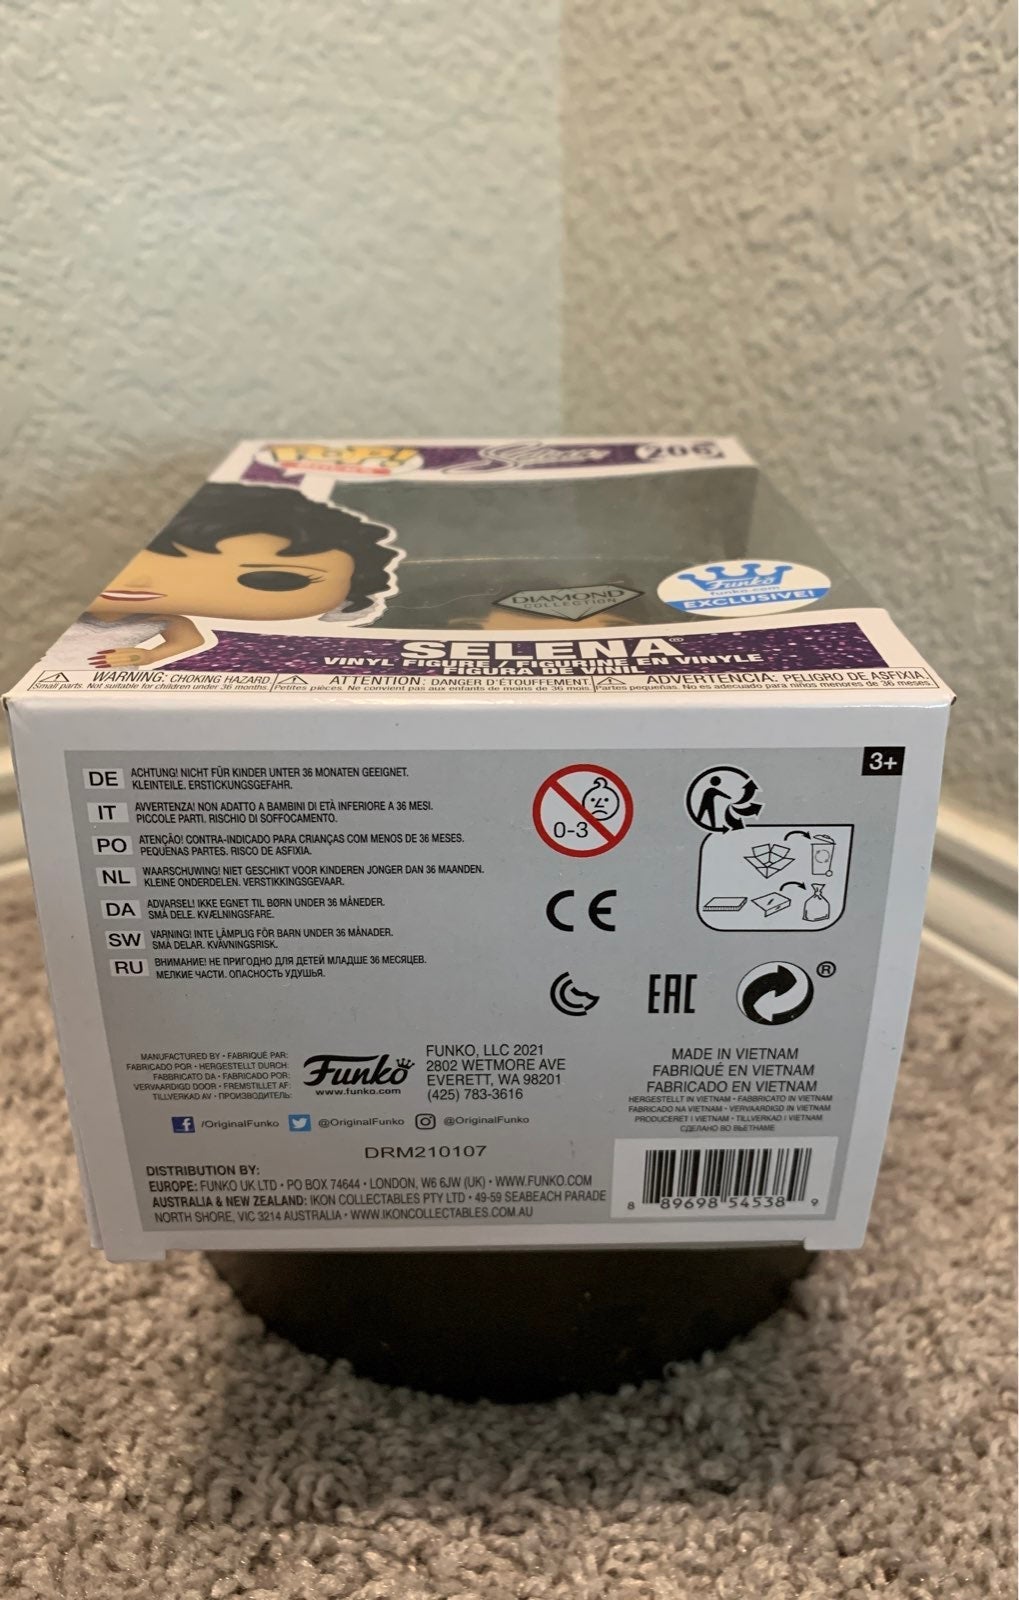 POP!
Selena
205
DIAMOND
COLLECTION
Funko
funko.com
EXCLUSIVE!
SELENA®
VINYL FIGURE / FIGURINE EN VINYLE
FIGURA DE VINIL
WARNING: CHOKING HAZARD.
Small parts. Not suitable for children under 36 months.
ATTENTION: DANGER D'ÉTOUFFEMENT.
Petites pièces. Ne convient pas aux enfants de moins de 36 mois.
ADVERTENCIA: PELIGRO DE ASFIXIA.
Partes pequeñas. No es adecuado para niños menores de 36 meses.
3+
DE ACHTUNG! NICHT FÜR KINDER UNTER 36 MONATEN GEEIGNET.
KLEINTEILE. ERSTICKUNGSGEFAHR.
IT AVVERTENZA! NON ADATTO A BAMBINI DI ETÀ INFERIORE A 36 MESI.
PICCOLE PARTI. RISCHIO DI SOFFOCAMENTO.
PO ATENÇÃO! CONTRA-INDICADO PARA CRIANÇAS COM MENOS DE 36 MESES.
PEQUENAS PARTES. RISCO DE ASFIXIA.
NL WAARSCHUWING! NIET GESCHIKT VOOR KINDEREN JONGER DAN 36 MAANDEN.
KLEINE ONDERDELEN. VERSTIKKINGSGEVAAR.
DA ADVARSEL! IKKE EGNET TIL BØRN UNDER 36 MÅNEDER.
SMÅ DELE. KVÆLNINGSFARE.
SW VARNING! INTE LÄMPLIG FÖR BARN UNDER 36 MÅNADER.
SMÅ DELAR. KVÄVNINGSRISK.
RU ВНИМАНИЕ! НЕ ПРИГОДНО ДЛЯ ДЕТЕЙ МЛАДШЕ 36 МЕСЯЦЕВ.
МЕЛКИЕ ЧАСТИ. ОПАСНОСТЬ УДУШЬЯ.
0-3
CE
EAC
®
MANUFACTURED BY • FABRIQUÉ PAR:
FABRICADO POR • HERGESTELLT DURCH:
FABBRICATO DA • FABRICADO POR:
VERVAARDIGD DOOR • FREMSTILLET AF:
TILLVERKAD AV • ПРОИЗВОДИТЕЛЬ:
Funko
www.funko.com
FUNKO, LLC 2021
2802 WETMORE AVE
EVERETT, WA 98201
(425) 783-3616
MADE IN VIETNAM
FABRIQUÉ EN VIETNAM
FABRICADO EN VIETNAM
HERGESTELLT IN VIETNAM • FABBRICATO IN VIETNAM
FABRICADO NA VIETNAM • VERVAARDIGD IN VIETNAM
PRODUCERET I VIETNAM • TILLVERKAD I VIETNAM
СДЕЛАНО ВО ВЬЕТНАМЕ
/OriginalFunko @OriginalFunko @OriginalFunko
DRM210107
DISTRIBUTION BY:
EUROPE: FUNKO UK LTD • PO BOX 74644 • LONDON, W6 6JW (UK) • WWW.FUNKO.COM
AUSTRALIA & NEW ZEALAND: IKON COLLECTABLES PTY LTD • 49-59 SEABEACH PARADE
NORTH SHORE, VIC 3214 AUSTRALIA • WWW.IKONCOLLECTABLES.COM.AU
8 89698 54538 9